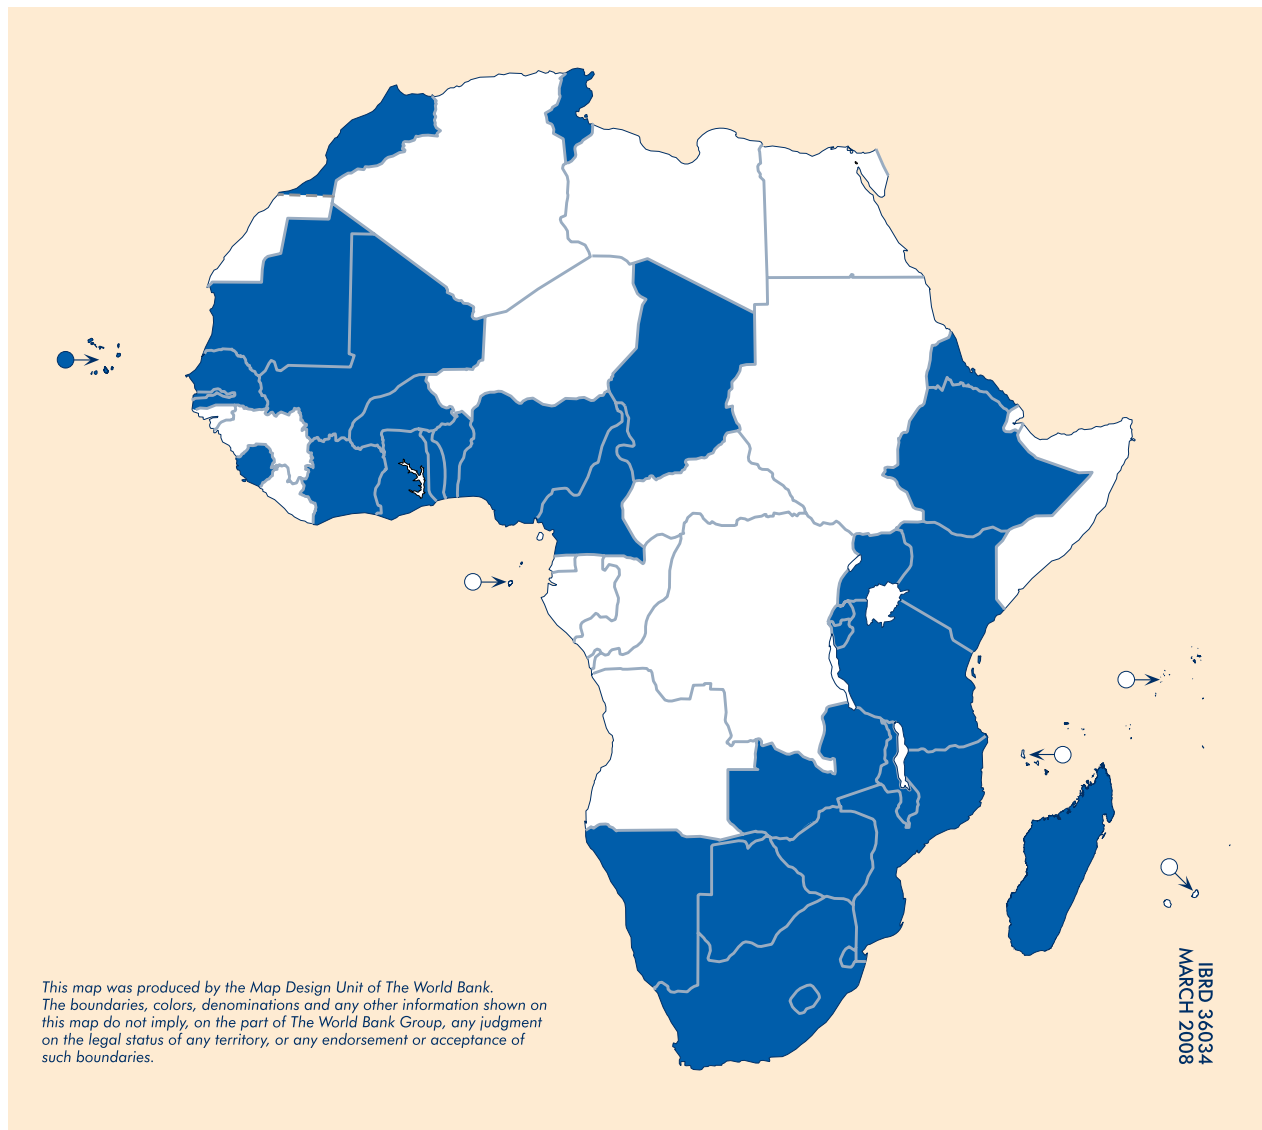 This map was produced by the Map Design Unit of The World Bank.
The boundaries, colors, denominations and any other information shown on
this map do not imply, on the part of The World Bank Group, any judgment
on the legal status of any territory, or any endorsement or acceptance of
such boundaries.
IBRD 36034
MARCH 2008